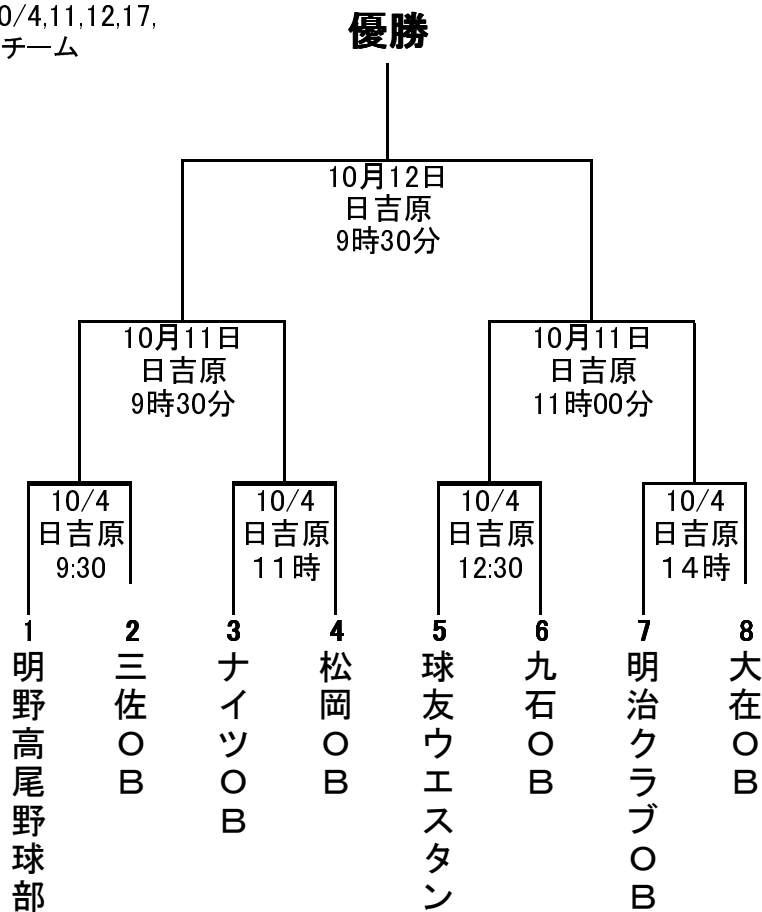 0/4,11,12,17,
チーム
優勝
10月12日
日吉原
9時30分
10月11日
日吉原
9時30分
10月11日
日吉原
11時00分
10/4
日吉原
9:30
10/4
日吉原
11時
10/4
日吉原
12:30
10/4
日吉原
14時
1
明野高尾野球部
2
三佐OB
3
ナイツOB
4
松岡OB
5
球友ウエスタン
6
九石OB
7
明治クラブOB
8
大在OB